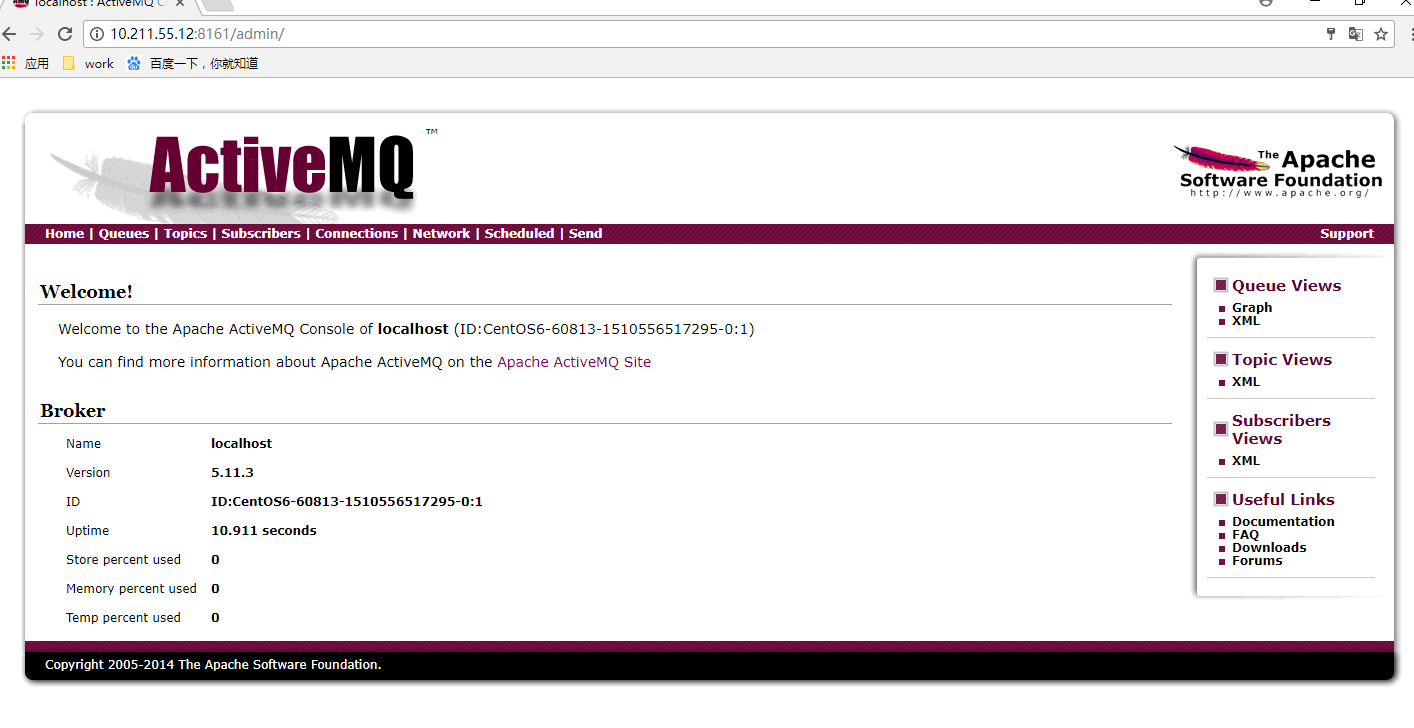 localhost : ActiveMQ C
10.211.55.12:8161/admin/
应用 work 百度一下，你就知道
ActiveMQ ™
The Apache
Software Foundation
http://www.apache.org/
Home | Queues | Topics | Subscribers | Connections | Network | Scheduled | Send Support
Welcome!
Welcome to the Apache ActiveMQ Console of localhost (ID:CentOS6-60813-1510556517295-0:1)
You can find more information about Apache ActiveMQ on the Apache ActiveMQ Site
Broker
Name localhost
Version 5.11.3
ID ID:CentOS6-60813-1510556517295-0:1
Uptime 10.911 seconds
Store percent used 0
Memory percent used 0
Temp percent used 0
Queue Views
Graph
XML
Topic Views
XML
Subscribers
Views
XML
Useful Links
Documentation
FAQ
Downloads
Forums
Copyright 2005-2014 The Apache Software Foundation.